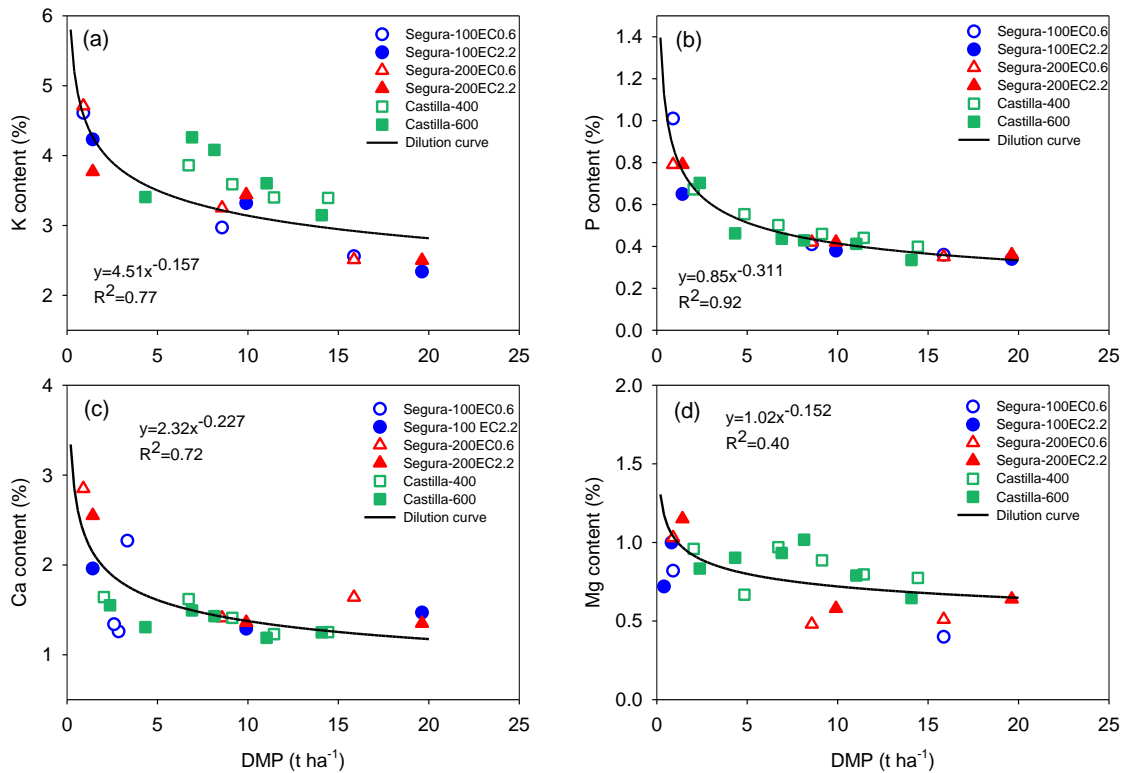 (a)
K content (%)
6
5
4
3
2
0 5 10 15 20 25
Segura-100EC0.6
Segura-100EC2.2
Segura-200EC0.6
Segura-200EC2.2
Castilla-400
Castilla-600
Dilution curve
y=4.51x-0.157
R2=0.77
(b)
P content (%)
1.4
1.2
1.0
0.8
0.6
0.4
0.2
0.0
0 5 10 15 20 25
Segura-100EC0.6
Segura-100EC2.2
Segura-200EC0.6
Segura-200EC2.2
Castilla-400
Castilla-600
Dilution curve
y=0.85x-0.311
R2=0.92
(c)
Ca content (%)
4
3
2
1
0 5 10 15 20 25
DMP (t ha-1)
y=2.32x-0.227
R2=0.72
Segura-100EC0.6
Segura-100 EC2.2
Segura-200EC0.6
Segura-200EC2.2
Castilla-400
Castilla-600
Dilution curve
(d)
Mg content (%)
2.0
1.5
1.0
0.5
0.0
0 5 10 15 20 25
DMP (t ha-1)
y=1.02x-0.152
R2=0.40
Segura-100EC0.6
Segura-100EC2.2
Segura-200EC0.6
Segura-200EC2.2
Castilla-400
Castilla-600
Dilution curve